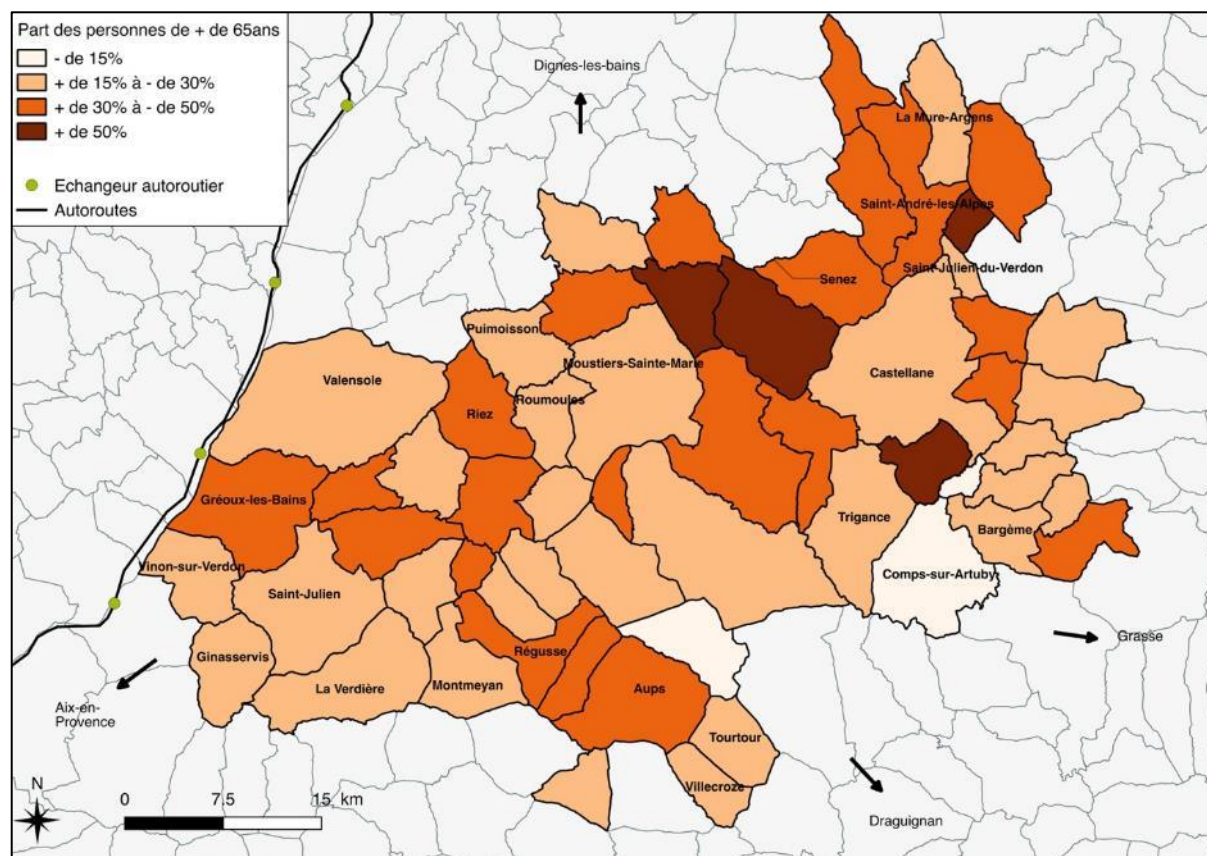 Part des personnes de + de 65ans
- de 15%
+ de 15% à - de 30%
+ de 30% à - de 50%
+ de 50%
Echangeur autoroutier
Autoroutes
Dignes-les-bains
La Mure-Argens
Saint-André-les-Alpes
Saint-Julien-du-Verdon
Senez
Puimoisson
Moustiers-Sainte-Marie
Valensole
Castellane
Roumoules
Riez
Gréoux-les-Bains
Trigance
Bargème
Vinon-sur-Verdon
Comps-sur-Artuby
Saint-Julien
Grasse
Régusse
Ginasservis
La Verdière
Montmeyan
Aups
Aix-en-
Provence
Tourtour
Villecroze
N
0 7.5 15 km
Draguignan